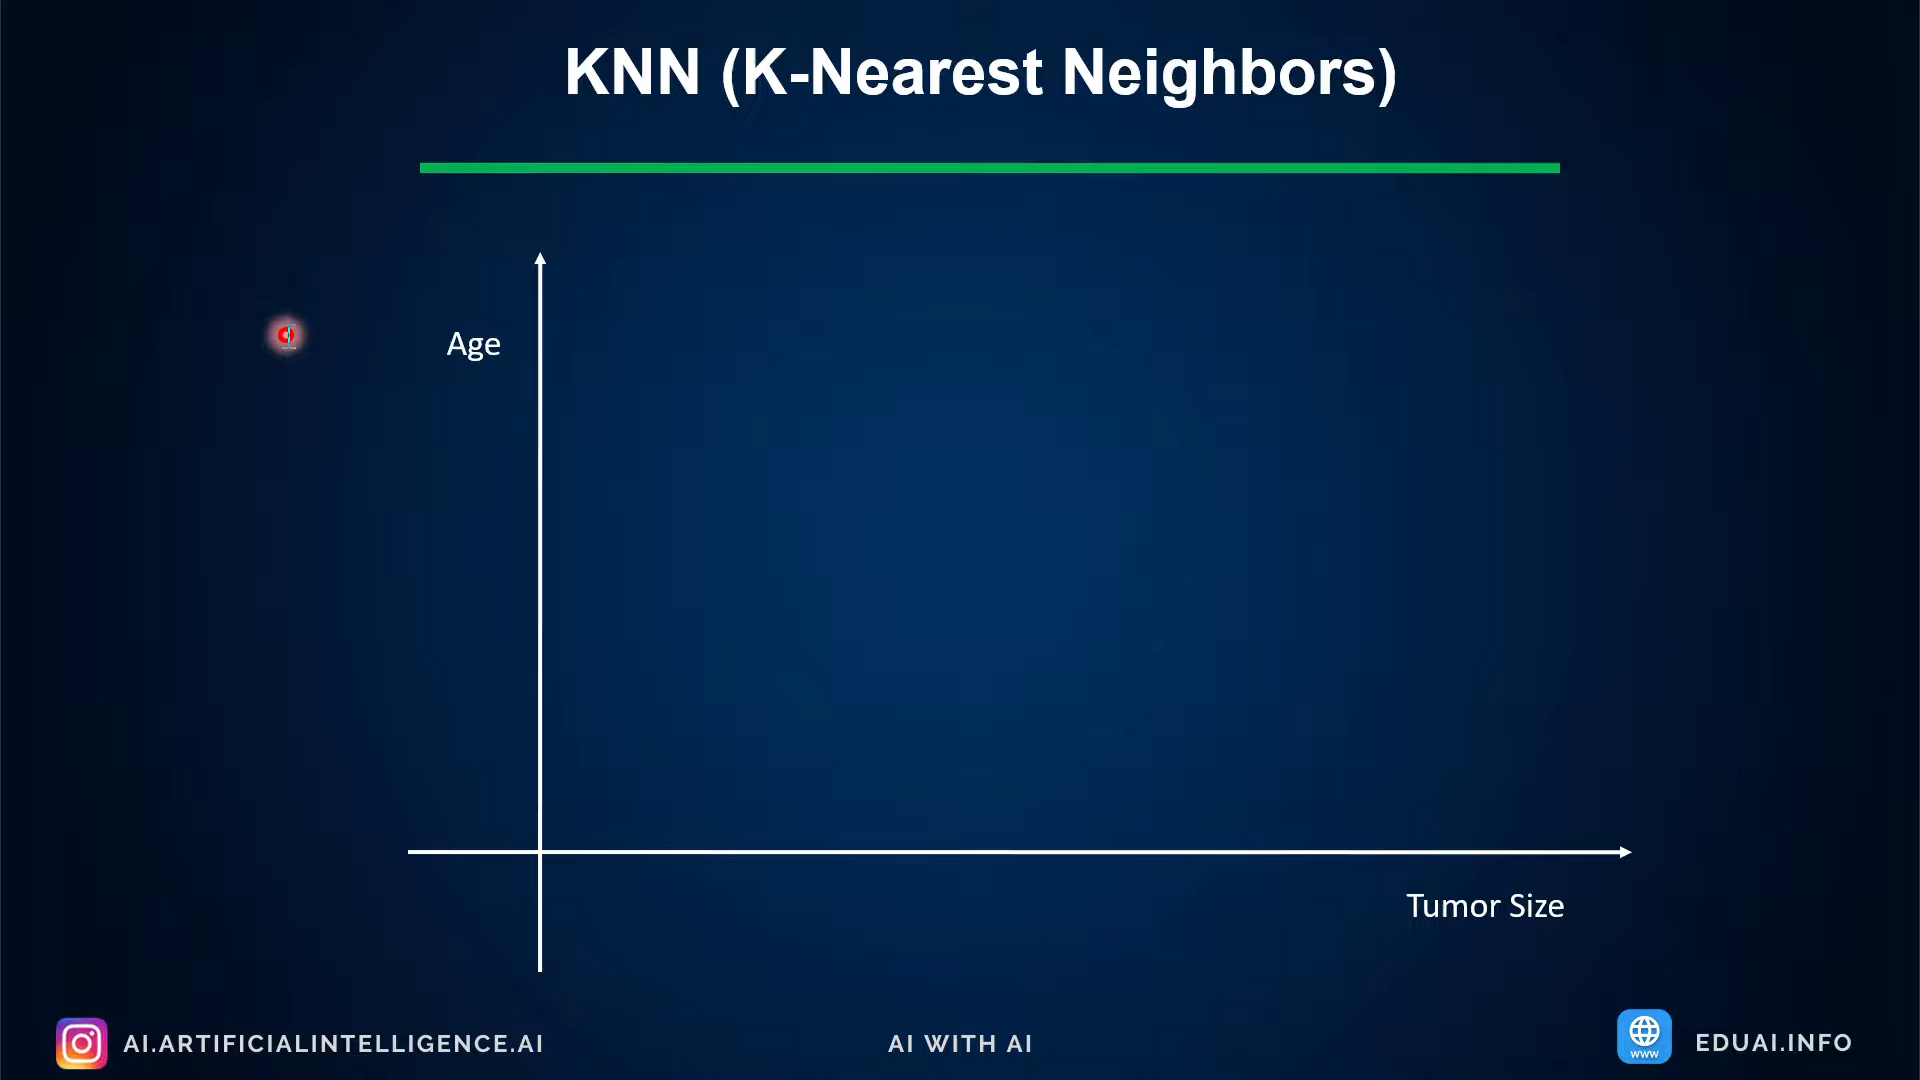 KNN (K-Nearest Neighbors)
Age
Tumor Size
AI.ARTIFICIALINTELLIGENCE.AI
AI WITH AI
www
EDUAI.INFO